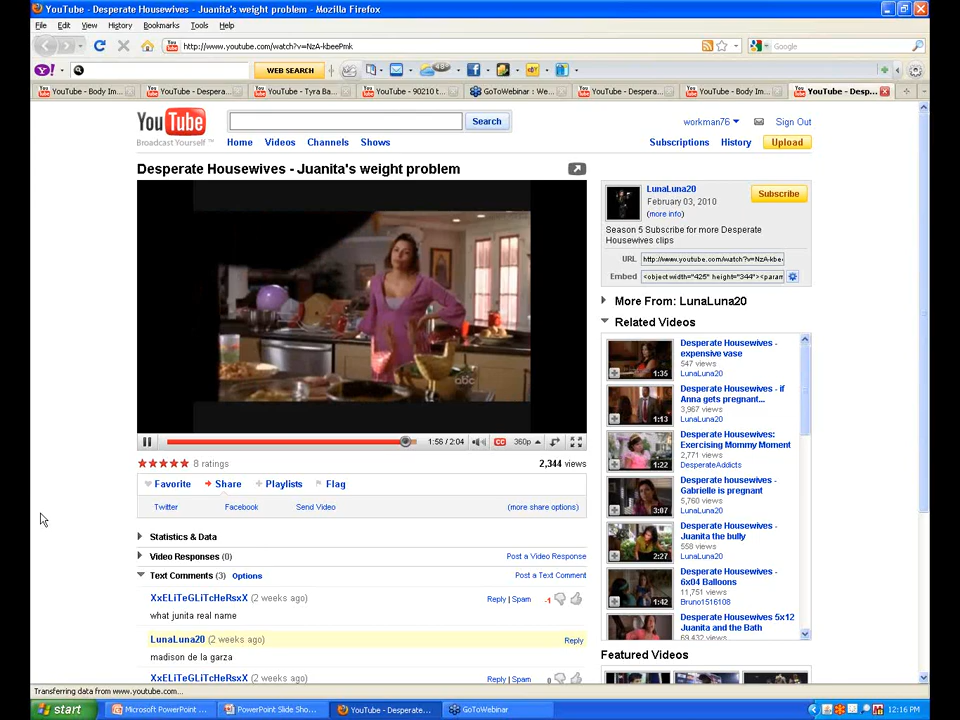 YouTube - Desperate Housewives - Juanita's weight problem - Mozilla Firefox
File Edit View History Bookmarks Tools Help
http://www.youtube.com/watch?v=NzA-kbeePmk
Google
WEB SEARCH
YouTube - Body Im...
YouTube - Despera...
YouTube - Tyra Ba...
YouTube - 90210 t...
GoToWebinar : We...
YouTube - Despera...
YouTube - Body Im...
YouTube - Desp...
YouTube
Broadcast Yourself™
Search
workman76
Sign Out
Home Videos Channels Shows
Subscriptions History Upload
Desperate Housewives - Juanita's weight problem
abc
1:56 / 2:04
CC
360p
8 ratings
2,344 views
Favorite Share Playlists Flag
Twitter Facebook Send Video (more share options)
Statistics & Data
Video Responses (0)
Post a Video Response
Text Comments (3) Options
Post a Text Comment
XxELiTeGLiTcHeRsXX (2 weeks ago)
Reply | Spam
-1
what junita real name
LunaLuna20 (2 weeks ago)
Reply
madison de la garza
XxELiTeGLiTcHeRsXX (2 weeks ago)
Reply | Spam
0
LunaLuna20
February 03, 2010
(more info)
Subscribe
Season 5 Subscribe for more Desperate
Housewives clips
URL http://www.youtube.com/watch?v=NzA-kbee
Embed <object width="425" height="344"><param
More From: LunaLuna20
Related Videos
1:35
Desperate Housewives -
expensive vase
547 views
LunaLuna20
1:13
Desperate Housewives - if
Anna gets pregnant...
3,967 views
LunaLuna20
1:22
Desperate Housewives:
Exercising Mommy Moment
2,771 views
DesperateAddicts
3:07
Desperate housewives -
Gabrielle is pregnant
5,760 views
LunaLuna20
2:27
Desperate Housewives -
Juanita the bully
558 views
LunaLuna20
1:42
Desperate Housewives -
6x04 Balloons
11,751 views
Bruno1516108
Desperate Housewives 5x12
Juanita and the Bath
69,432 views
Featured Videos
Transferring data from www.youtube.com...
start
Microsoft PowerPoint ...
PowerPoint Slide Sho...
YouTube - Desperate...
GoToWebinar
12:16 PM